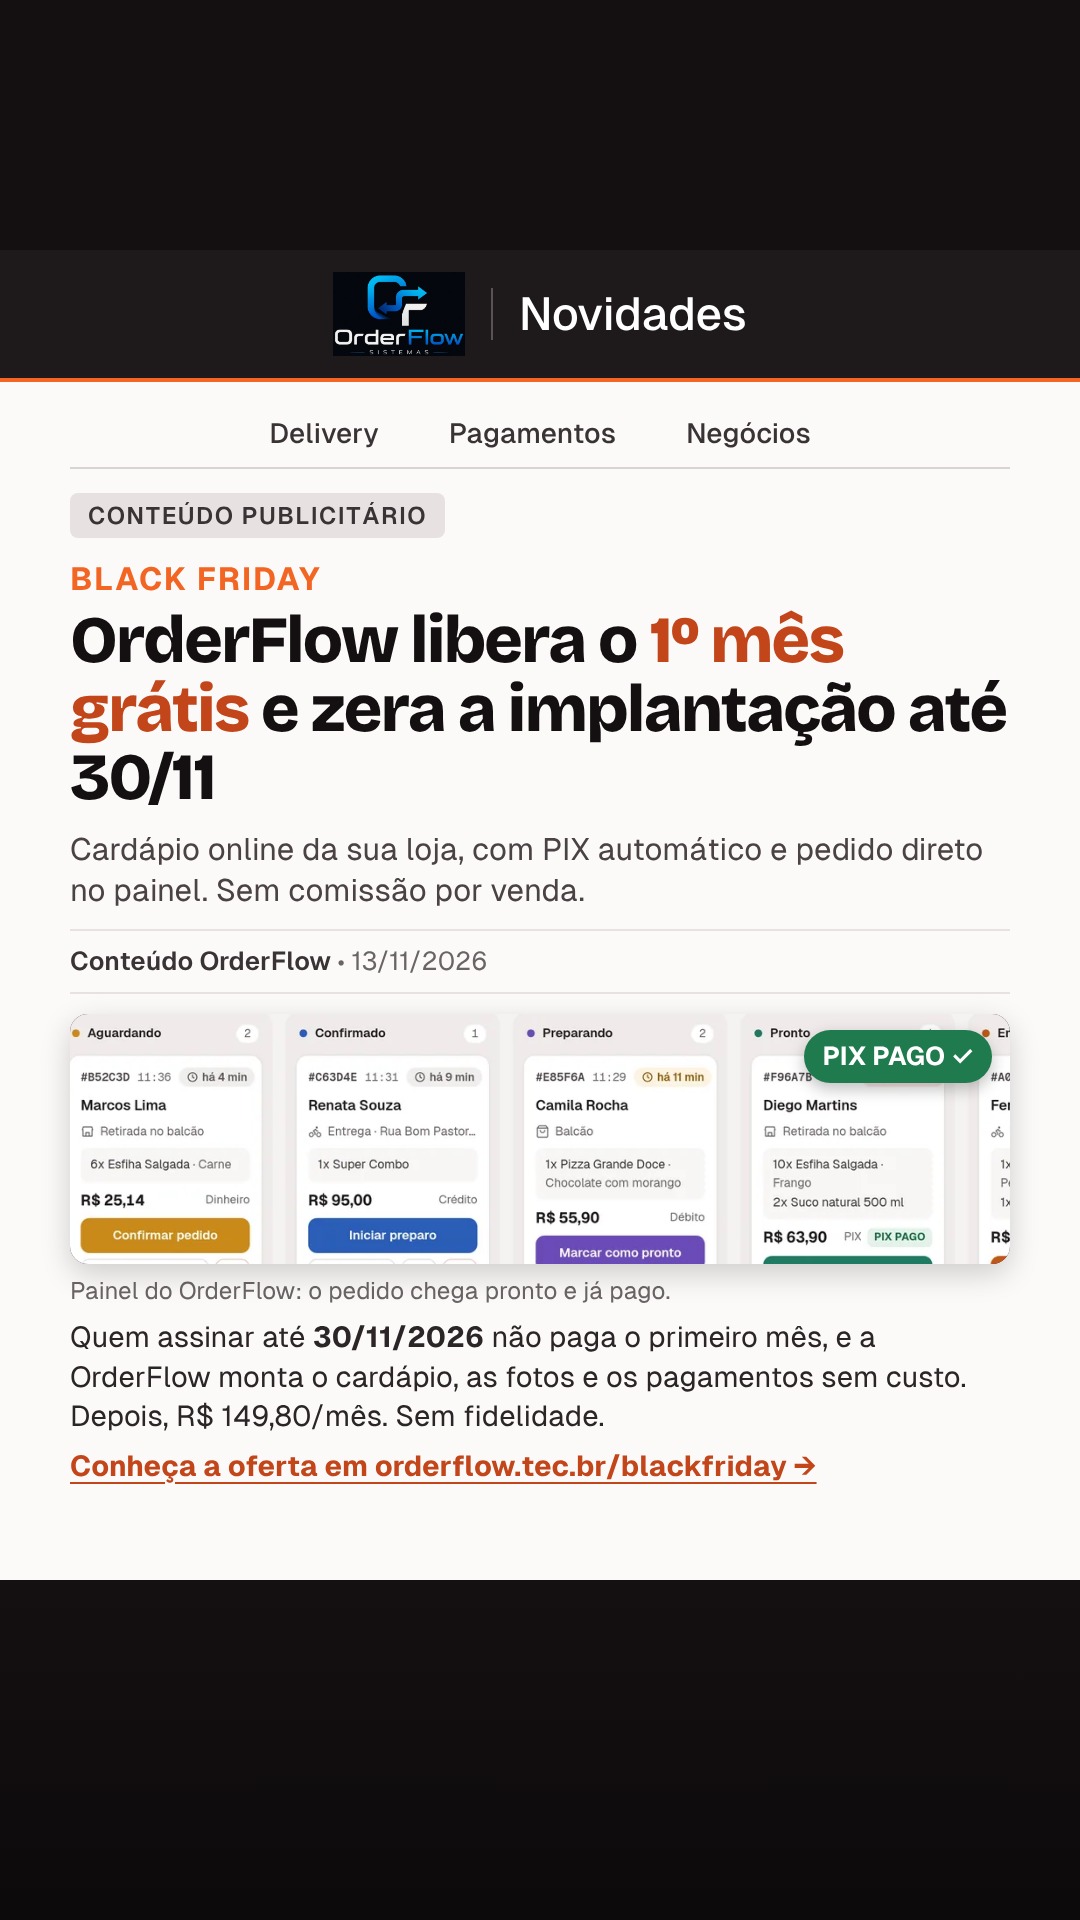 OrderFlow
SISTEMAS
Novidades
Delivery Pagamentos Negócios
CONTEÚDO PUBLICITÁRIO
BLACK FRIDAY
OrderFlow libera o 1º mês
grátis e zera a implantação até
30/11
Cardápio online da sua loja, com PIX automático e pedido direto
no painel. Sem comissão por venda.
Conteúdo OrderFlow • 13/11/2026
Aguardando 2
#B52C3D 11:36 há 4 min
Marcos Lima
Retirada no balcão
6x Esfiha Salgada · Carne
R$ 25,14 Dinheiro
Confirmar pedido
Confirmado 1
#C63D4E 11:31 há 9 min
Renata Souza
Entrega · Rua Bom Pastor...
1x Super Combo
R$ 95,00 Crédito
Iniciar preparo
Preparando 2
#E85F6A 11:29 há 11 min
Camila Rocha
Balcão
1x Pizza Grande Doce ·
Chocolate com morango
R$ 55,90 Débito
Marcar como pronto
Pronto
PIX PAGO ✓
#F96A7B
Diego Martins
Retirada no balcão
10x Esfiha Salgada ·
Frango
2x Suco natural 500 ml
R$ 63,90 PIX PIX PAGO
Painel do OrderFlow: o pedido chega pronto e já pago.
Quem assinar até 30/11/2026 não paga o primeiro mês, e a
OrderFlow monta o cardápio, as fotos e os pagamentos sem custo.
Depois, R$ 149,80/mês. Sem fidelidade.
Conheça a oferta em orderflow.tec.br/blackfriday →